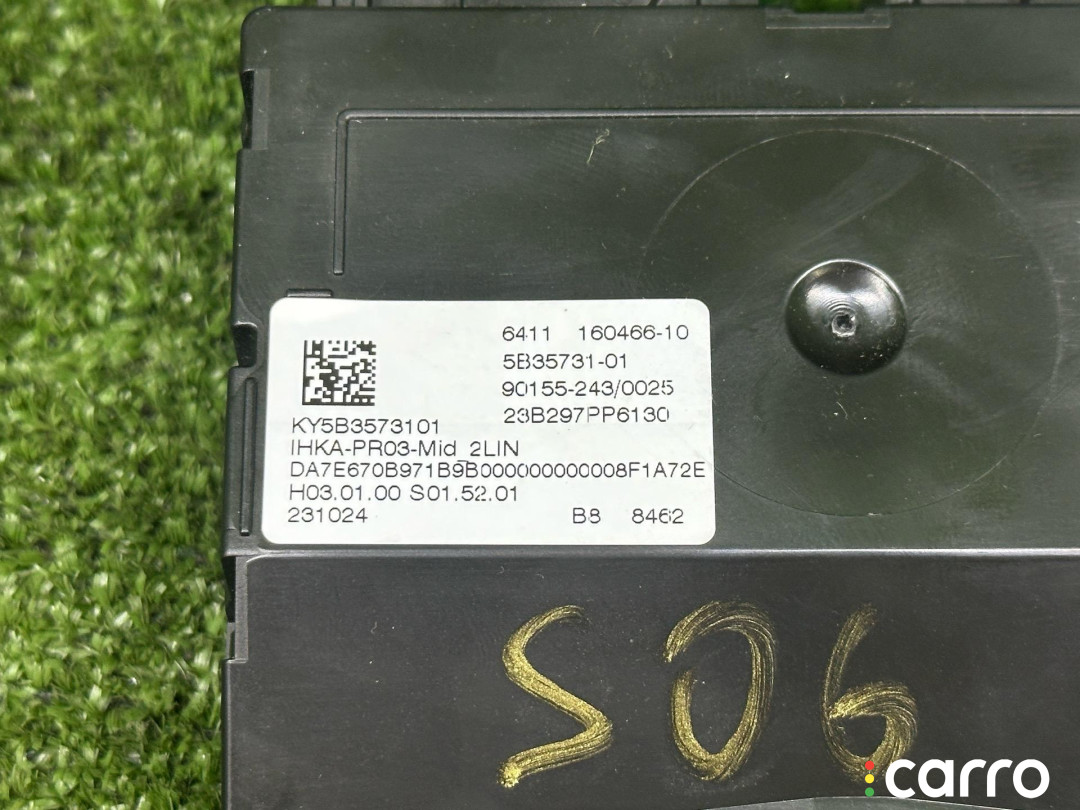 6411 160466-10
5B35731-01
90155-243/0025
23B297PP6130
KY5B3573101
IHKA-PR03-Mid_2LIN
DA7E670B971B9B000000000008F1A72E
H03.01.00 S01.52.01
231024 B8 8462
S06
carro